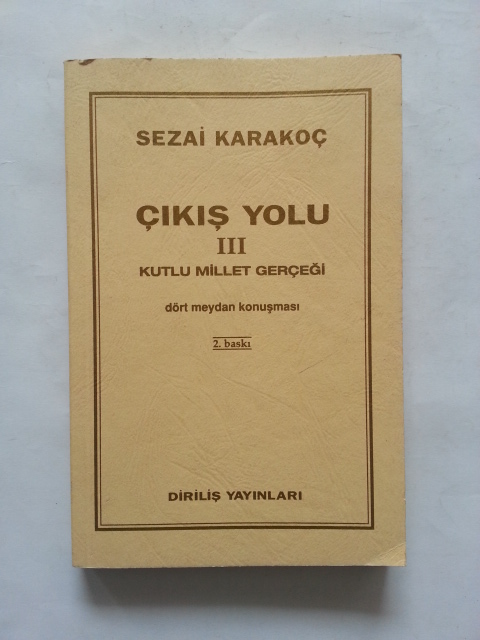 SEZAİ KARAKOÇ
ÇIKIŞ YOLU
III
KUTLU MİLLET GERÇEĞİ
dört meydan konuşması
2. baskı
DİRİLİŞ YAYINLARI